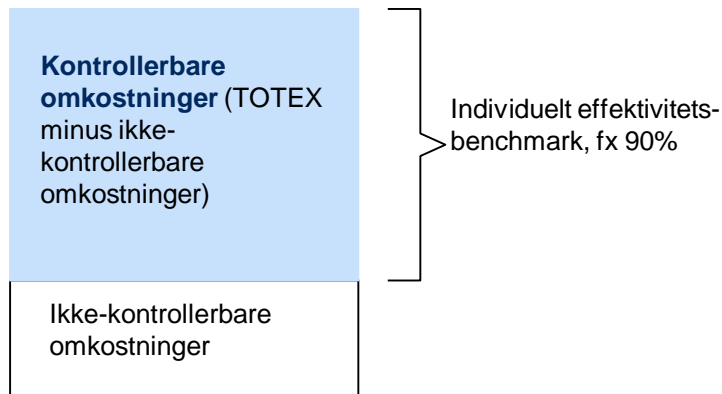 Kontrollerbare
omkostninger (TOTEX
minus ikke-
kontrollerbare
omkostninger)
Individuelt effektivitets-
benchmark, fx 90%
Ikke-kontrollerbare
omkostninger